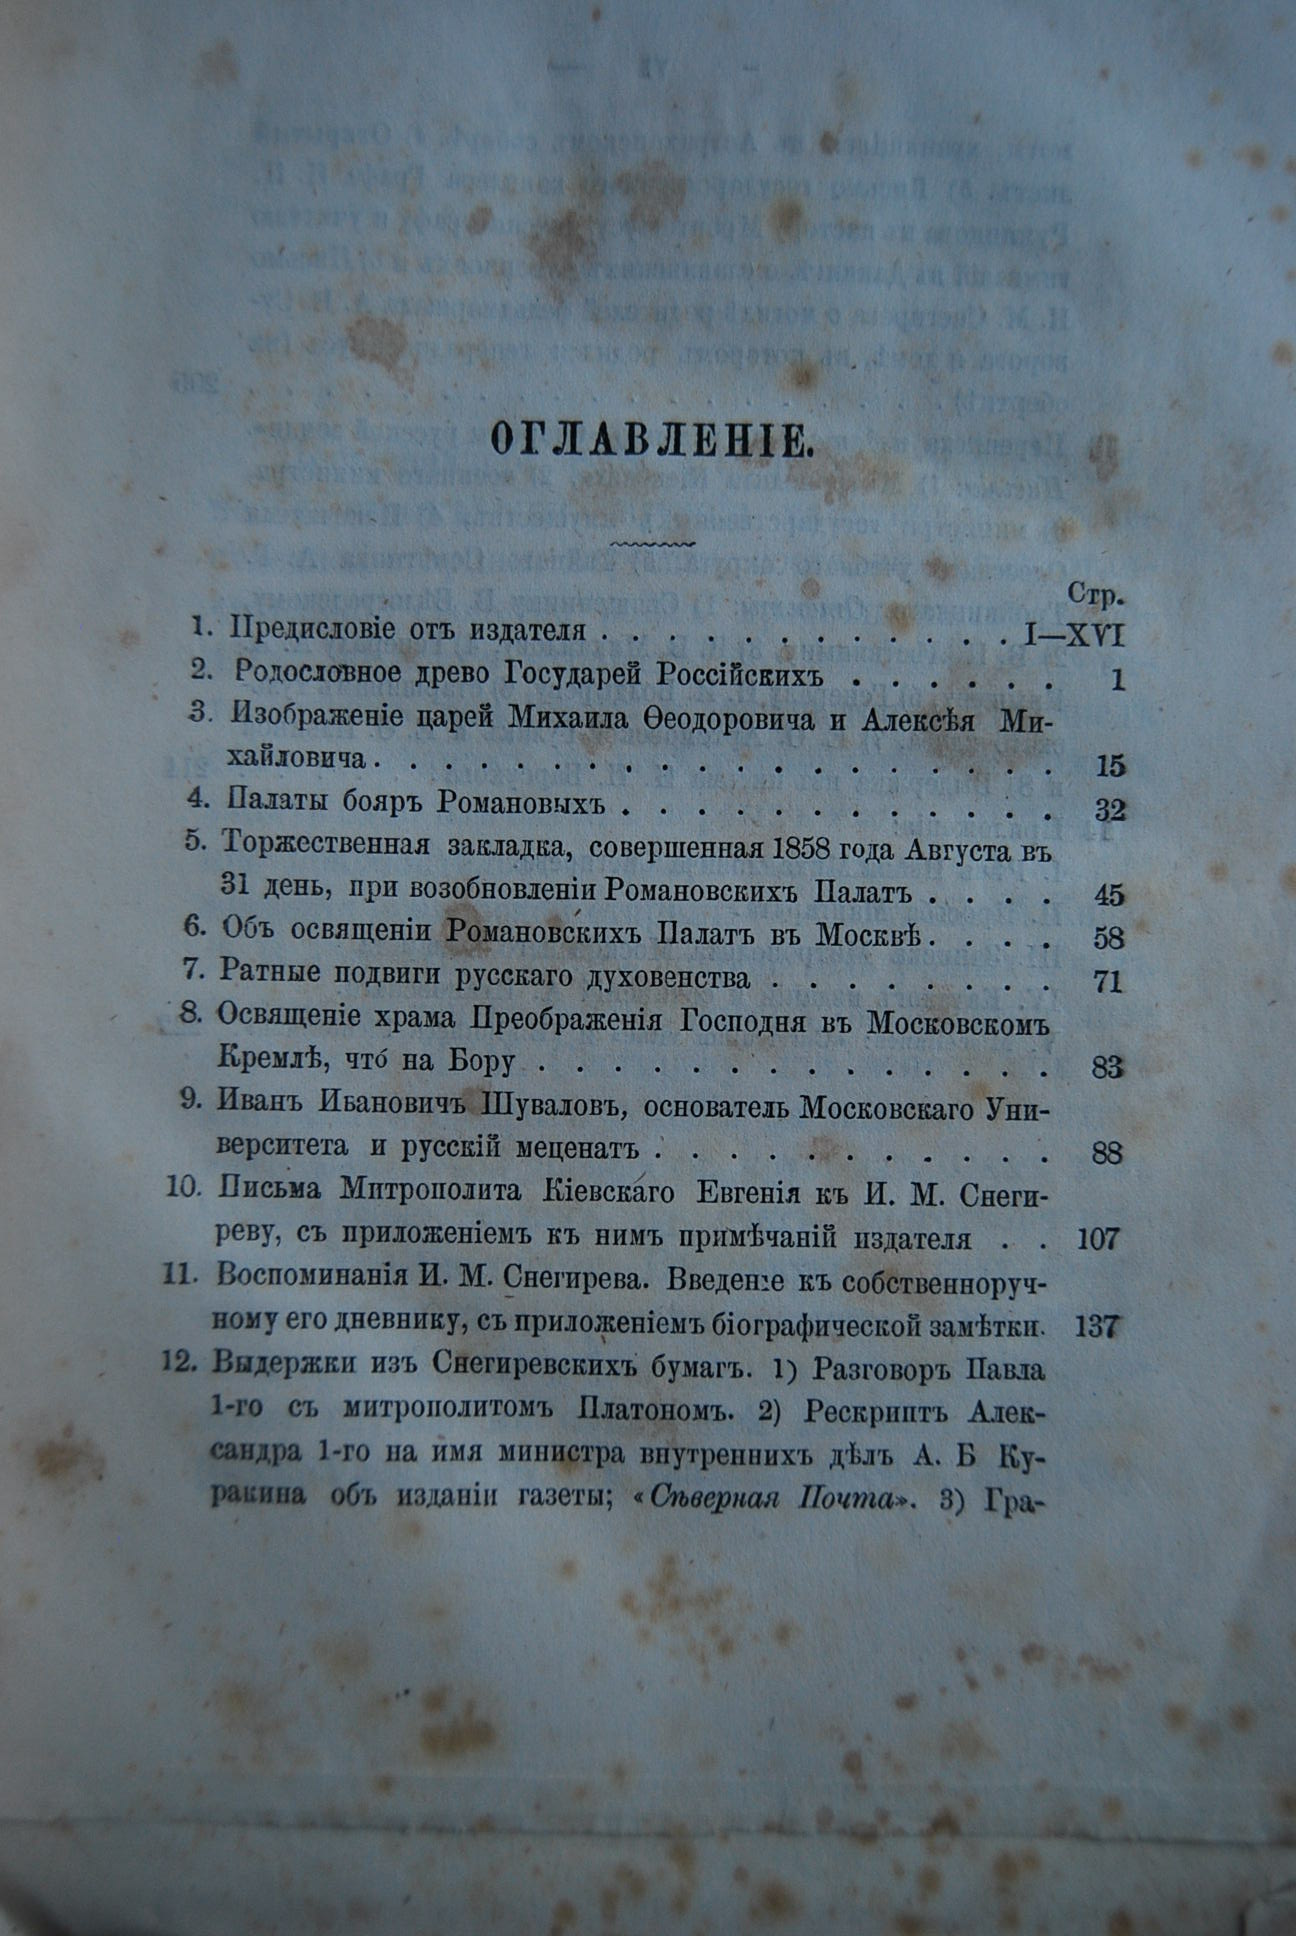 ОГЛАВЛЕНІЕ.
Стр.
1. Предисловіе отъ издателя . . . . . . . . . . . . . I—XVI
2. Родословное древо Государей Россійскихъ . . . . . . 1
3. Изображеніе царей Михаила Ѳеодоровича и Алексѣя Ми-
хайловича. . . . . . . . . . . . . . . . . . . . 15
4. Палаты бояръ Романовыхъ . . . . . . . . . . . . . 32
5. Торжественная закладка, совершенная 1858 года Августа въ
31 день, при возобновленіи Романовскихъ Палатъ . . . . 45
6. Объ освященіи Романовскихъ Палатъ въ Москвѣ. . . . 58
7. Ратные подвиги русскаго духовенства . . . . . . . . 71
8. Освященіе храма Преображенія Господня въ Московскомъ
Кремлѣ, что́ на Бору . . . . . . . . . . . . . . 83
9. Иванъ Ивановичъ Шуваловъ, основатель Московскаго Уни-
верситета и русскій меценатъ . . . . . . . . . . . 88
10. Письма Митрополита Кіевскаго Евгенія къ И. М. Снеги-
реву, съ приложеніемъ къ нимъ примѣчаній издателя . . 107
11. Воспоминанія И. М. Снегирева. Введеніе къ собственноруч-
ному его дневнику, съ приложеніемъ біографической замѣтки. 137
12. Выдержки изъ Снегиревскихъ бумагъ. 1) Разговоръ Павла
1-го съ митрополитомъ Платономъ. 2) Рескриптъ Алек-
сандра 1-го на имя министра внутреннихъ дѣлъ А. Б Ку-
ракина объ изданіи газеты; «Сѣверная Почта». 3) Гра-